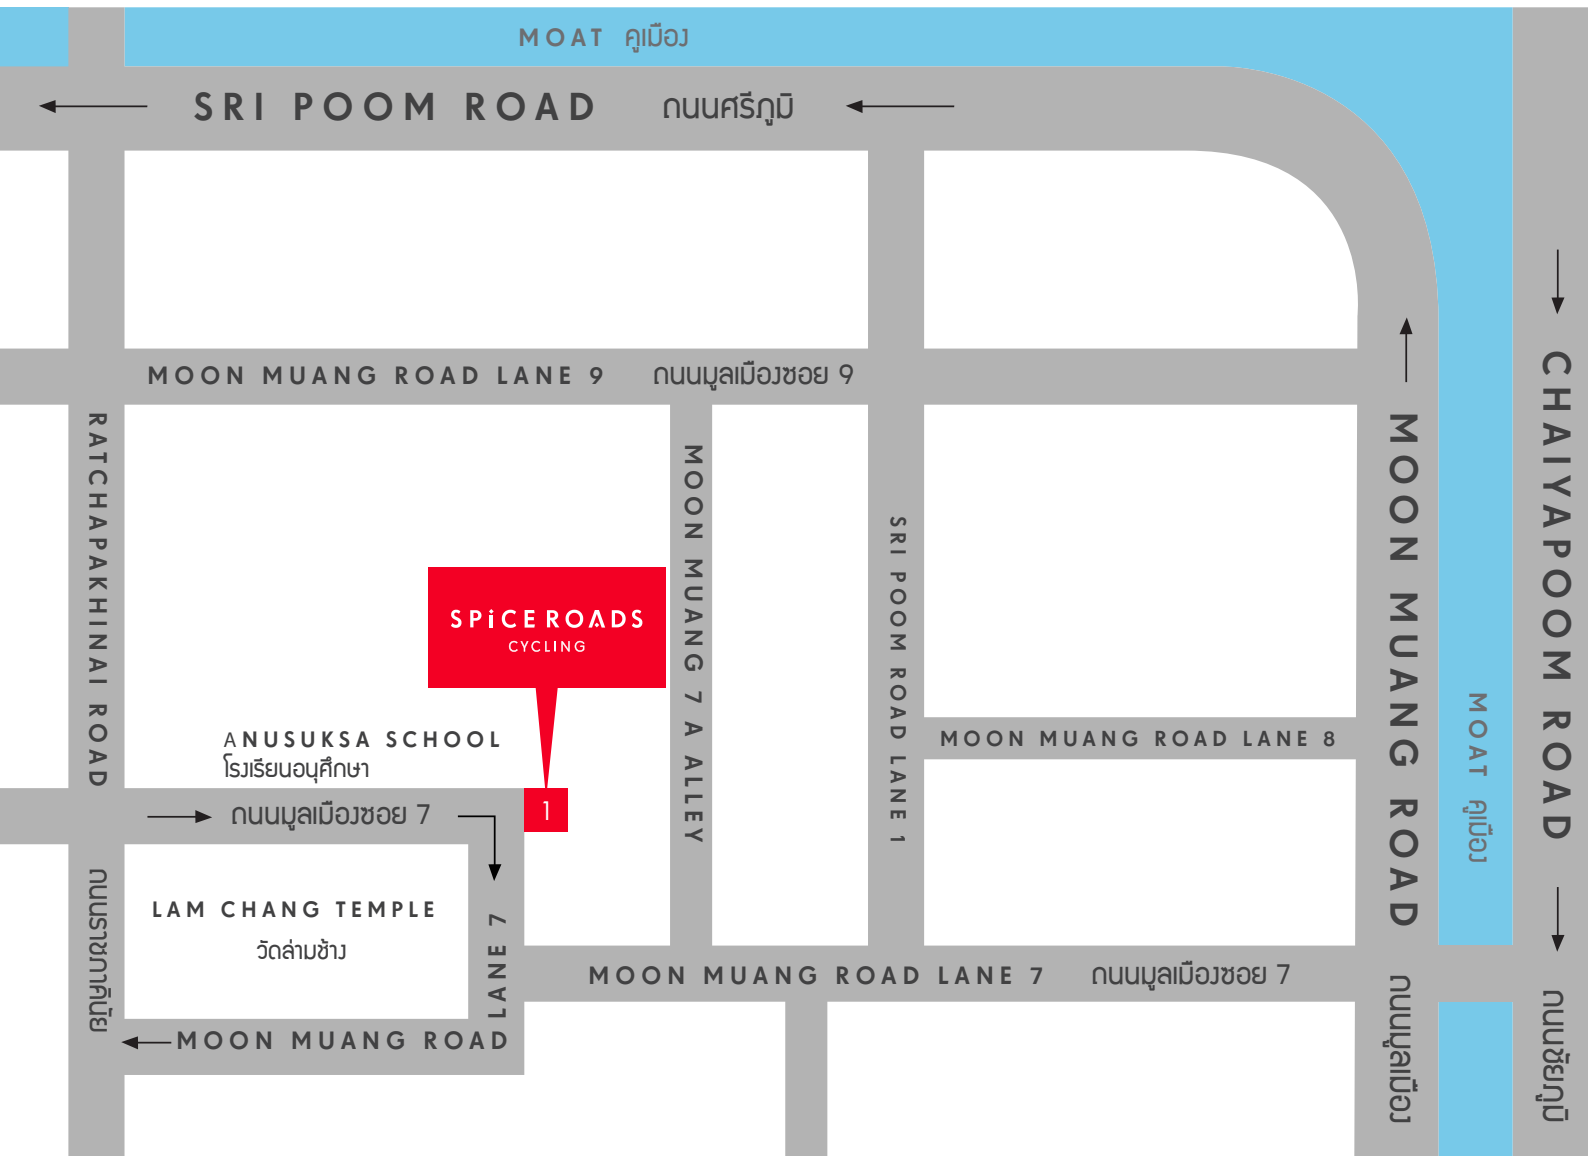 MOAT คูเมือง
SRI POOM ROAD ถนนศรีภูมิ
MOON MUANG ROAD LANE 9 ถนนมูลเมืองซอย 9
RATCHAPAKHINAI ROAD
ถนนราชภาคินัย
MOON MUANG 7 A ALLEY
SRI POOM ROAD LANE 1
MOON MUANG ROAD
ถนนมูลเมือง
MOAT คูเมือง
CHAIYAPOOM ROAD
ถนนชัยภูมิ
SPiCE ROADS
CYCLING
1
MOON MUANG ROAD LANE 8
ANUSUKSA SCHOOL
โรงเรียนอนุศึกษา
ถนนมูลเมืองซอย 7
LAM CHANG TEMPLE
วัดล่ามช้าง
LANE 7
MOON MUANG ROAD LANE 7 ถนนมูลเมืองซอย 7
MOON MUANG ROAD